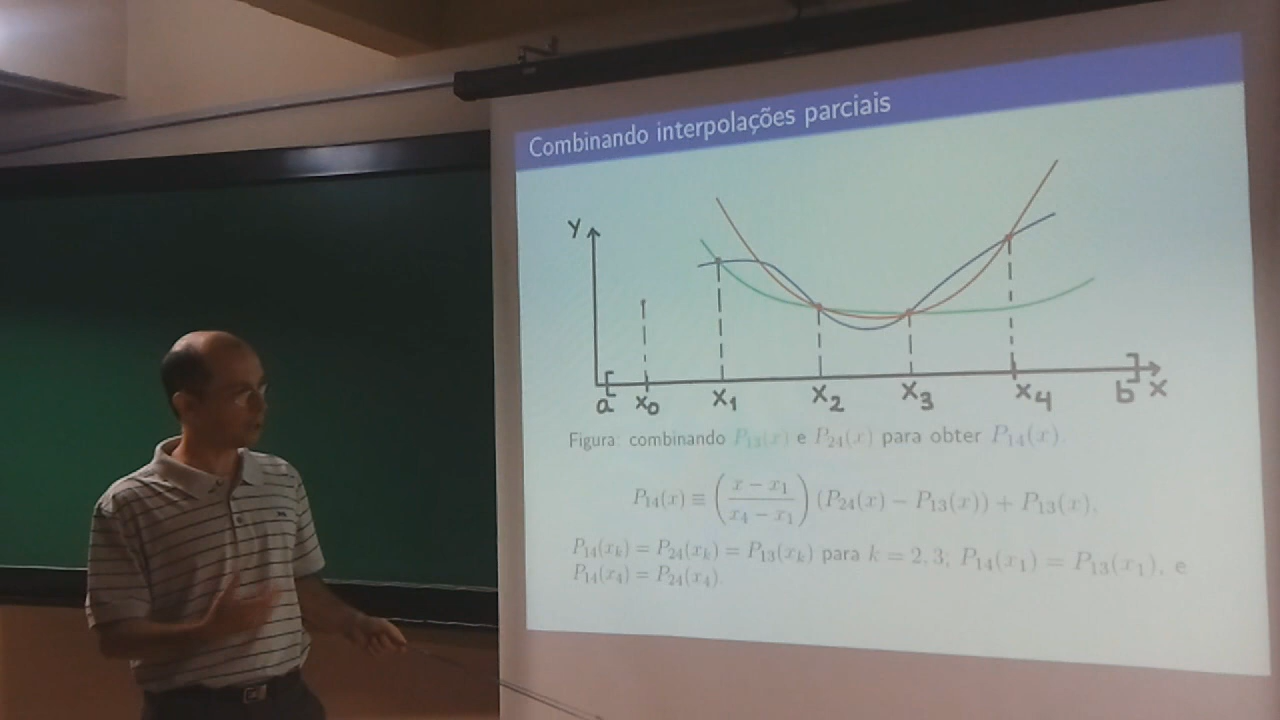 Combinando interpolações parciais
Y
a x₀ x₁ x₂ x₃ x₄ b x
Figura: combinando P₁₃(x) e P₂₄(x) para obter P₁₄(x).
P₁₄(x) ≡ ((x − x₁)/(x₄ − x₁)) (P₂₄(x) − P₁₃(x)) + P₁₃(x),
P₁₄(xₖ) = P₂₄(xₖ) = P₁₃(xₖ) para k = 2, 3, P₁₄(x₁) = P₁₃(x₁), e
P₁₄(x₄) = P₂₄(x₄).